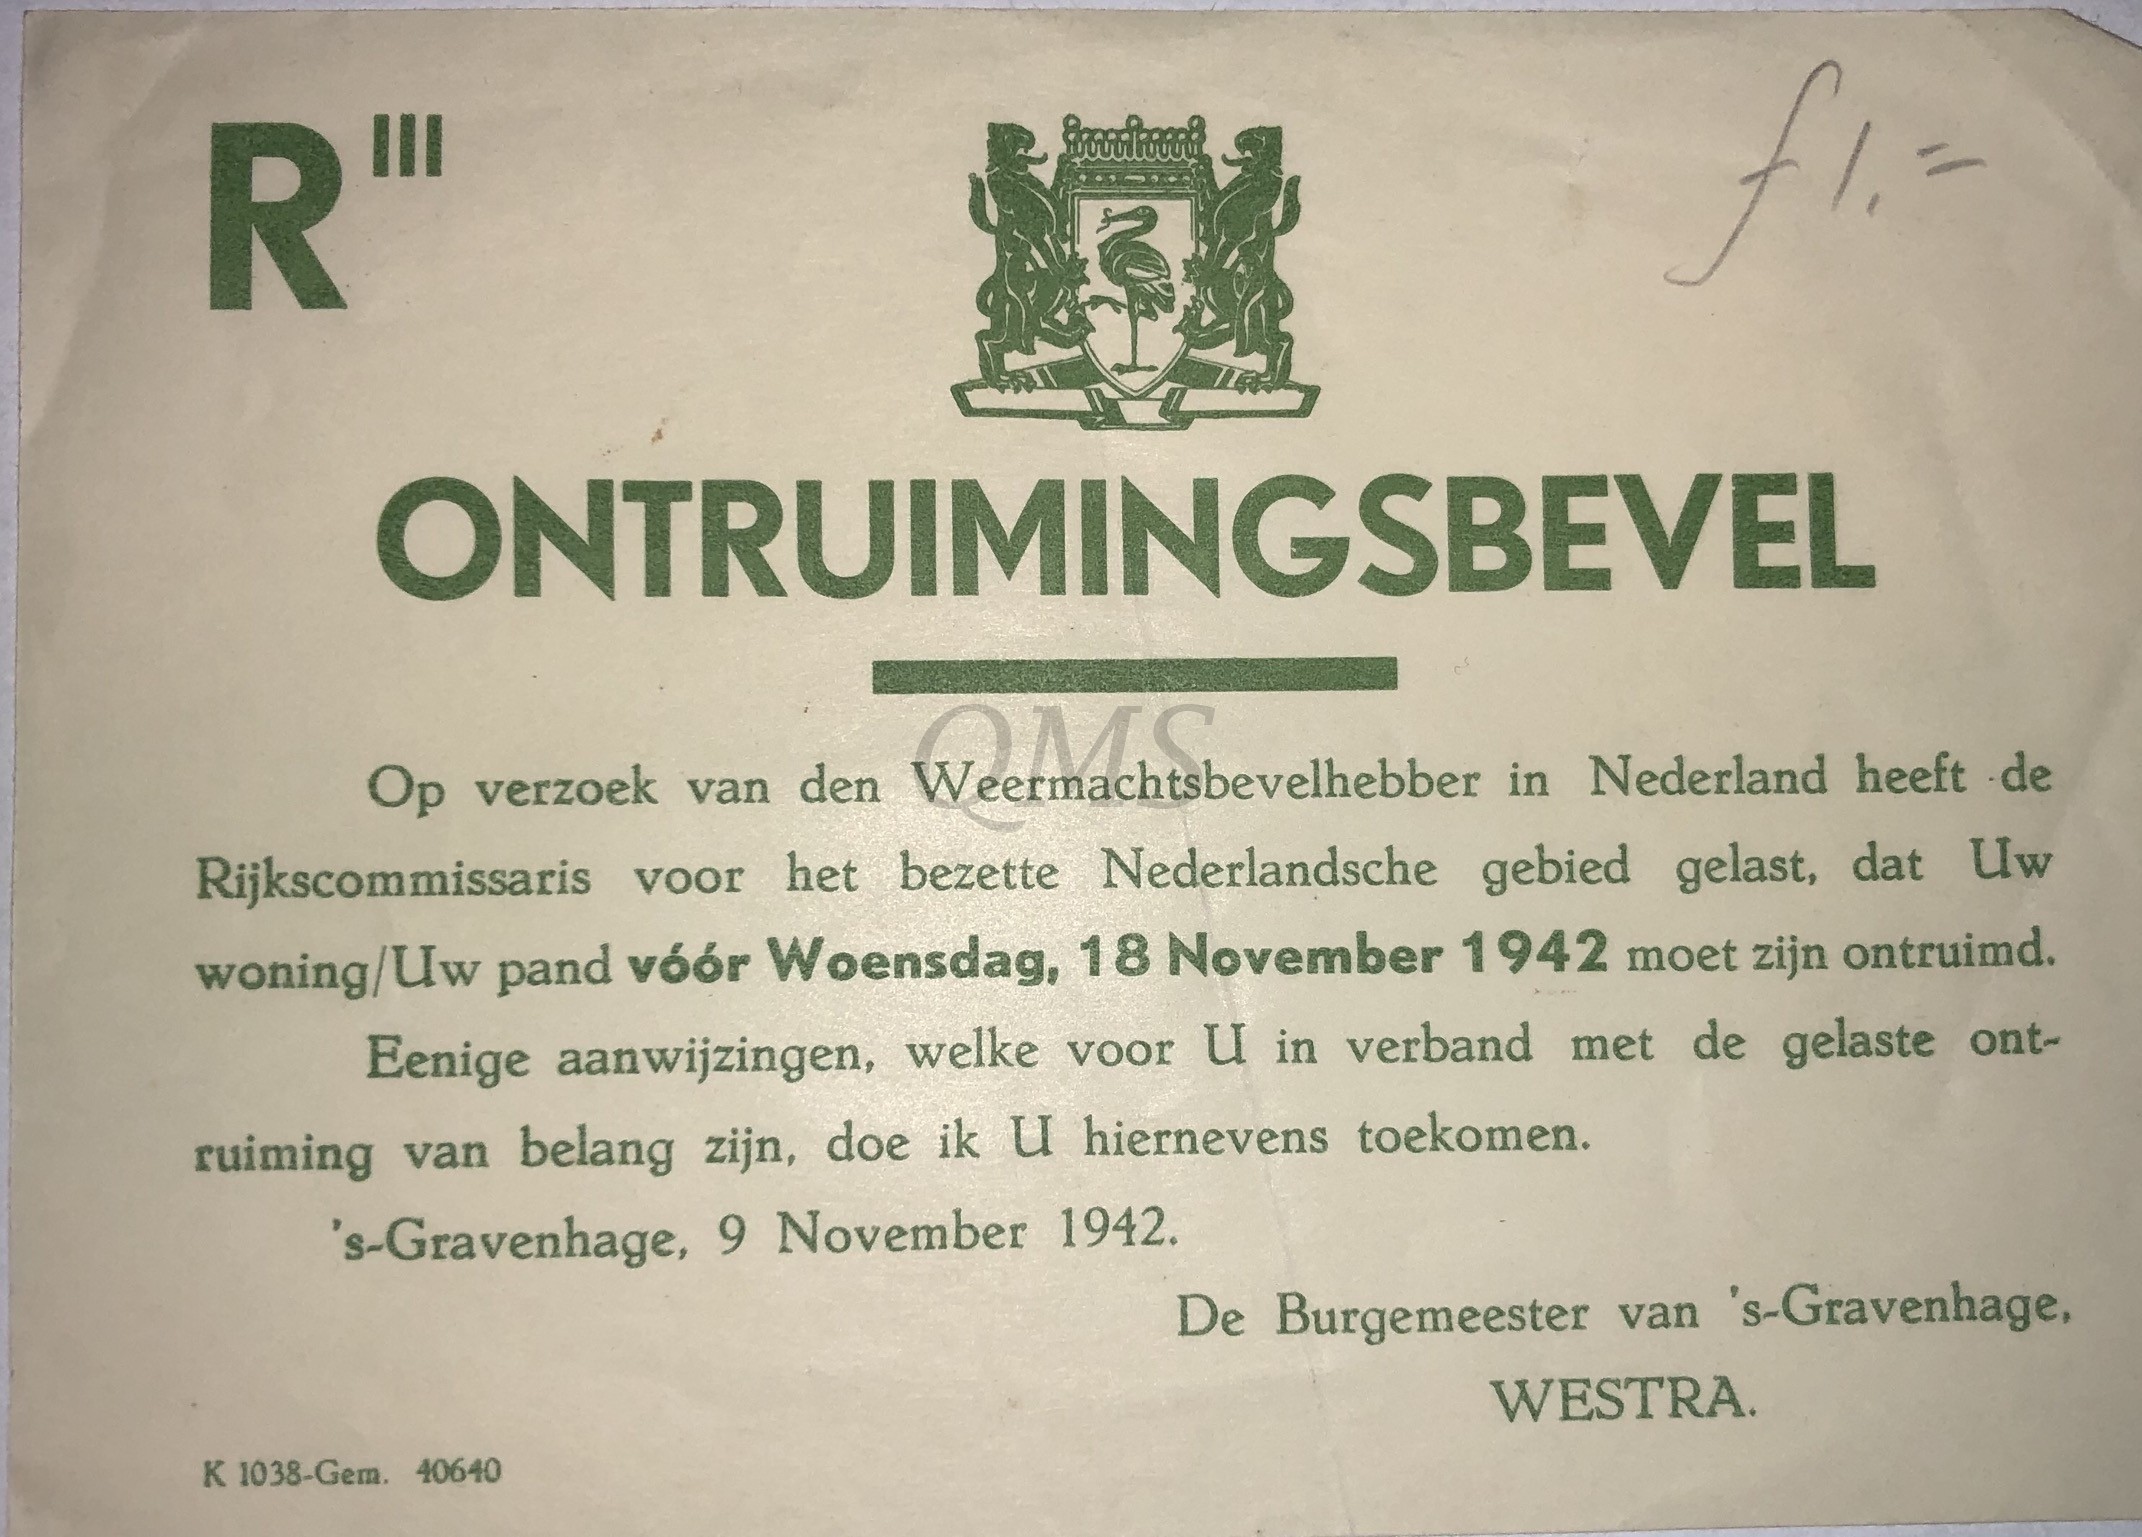 R III
f 1.=
ONTRUIMINGSBEVEL
QMS
Op verzoek van den Weermachtsbevelhebber in Nederland heeft de
Rijkscommissaris voor het bezette Nederlandsche gebied gelast, dat Uw
woning/Uw pand vóór Woensdag, 18 November 1942 moet zijn ontruimd.
Eenige aanwijzingen, welke voor U in verband met de gelaste ont-
ruiming van belang zijn, doe ik U hiernevens toekomen.
's-Gravenhage, 9 November 1942.
De Burgemeester van 's-Gravenhage,
WESTRA.
K 1038-Gem. 40640